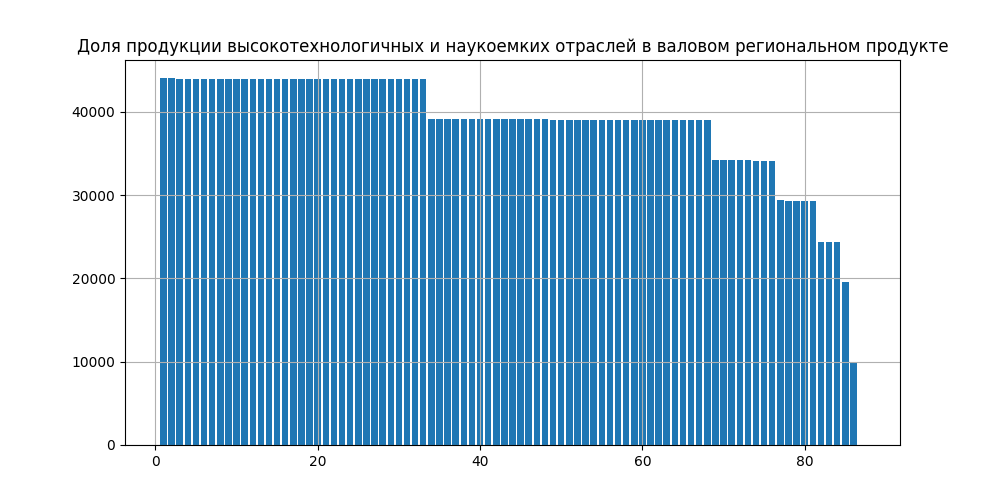 Доля продукции высокотехнологичных и наукоемких отраслей в валовом региональном продукте
40000
30000
20000
10000
0
0 20 40 60 80